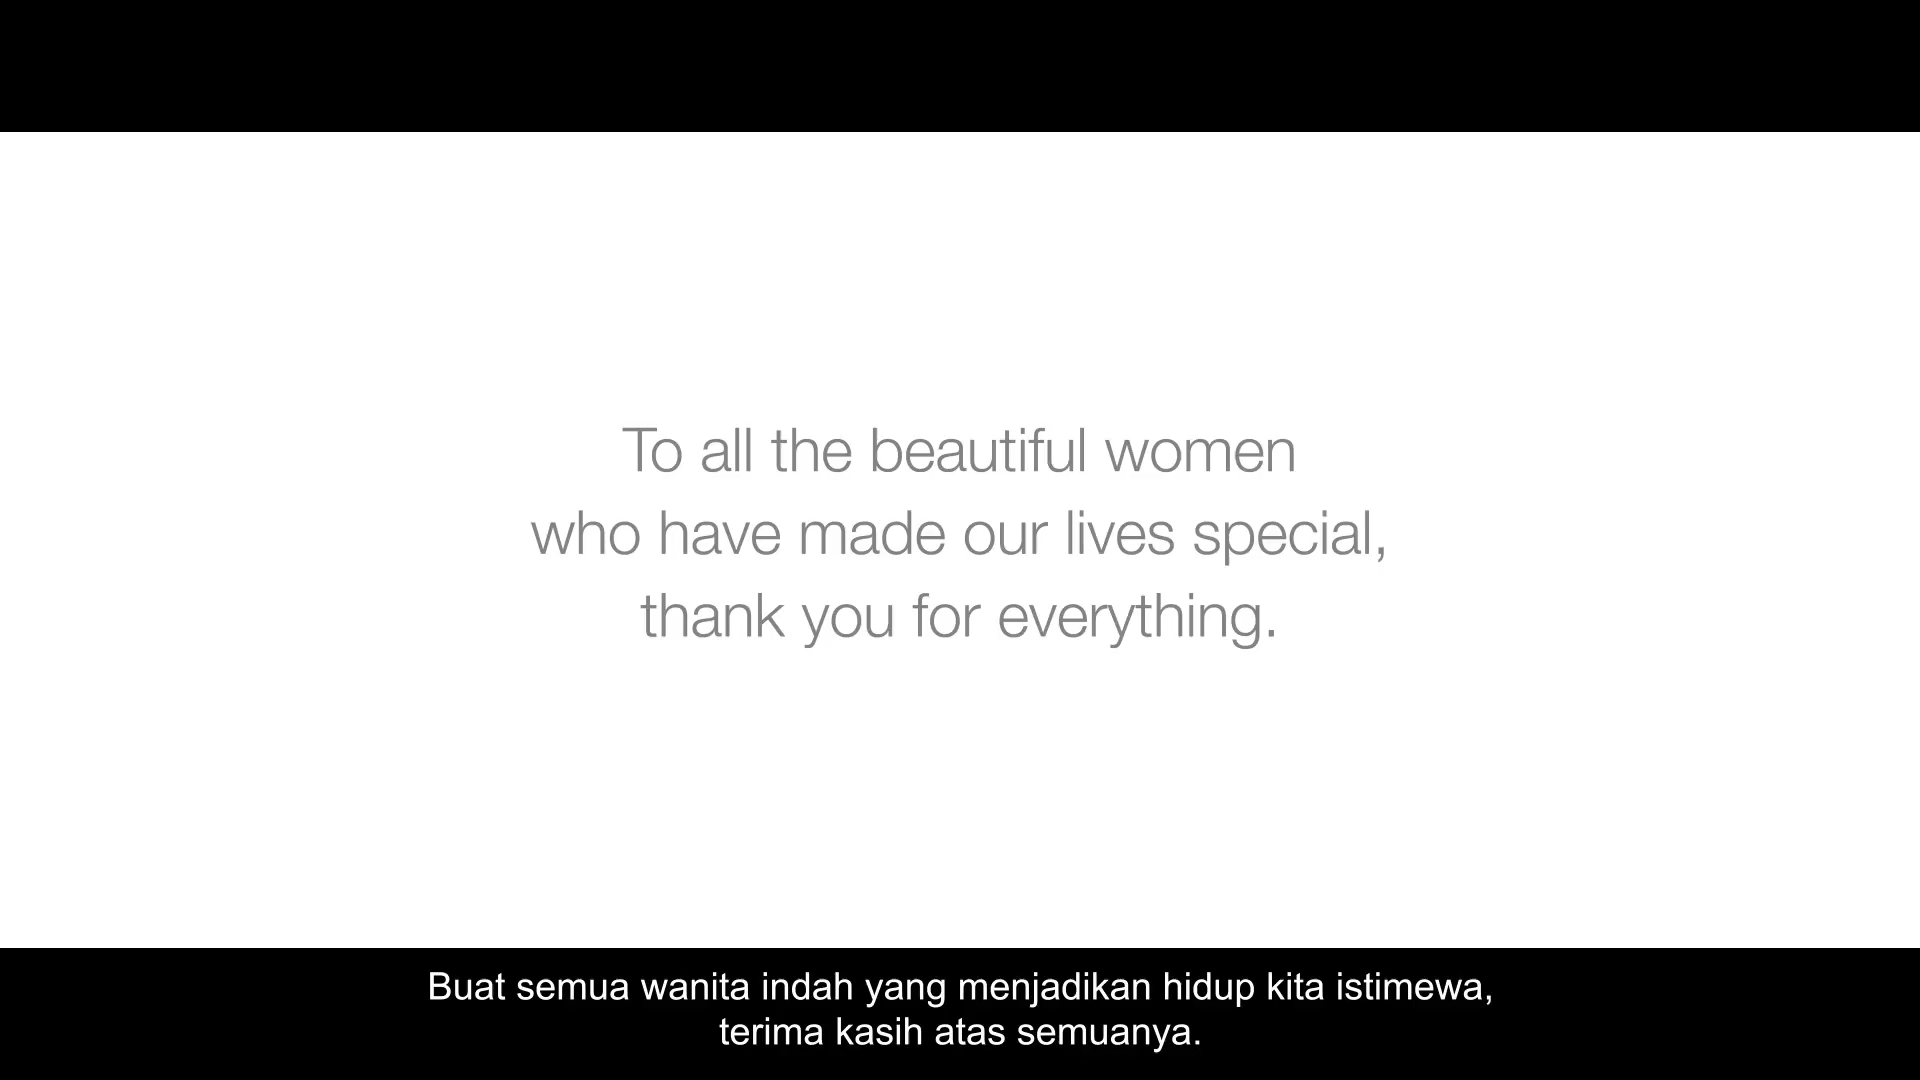 To all the beautiful women
who have made our lives special,
thank you for everything.
Buat semua wanita indah yang menjadikan hidup kita istimewa,
terima kasih atas semuanya.